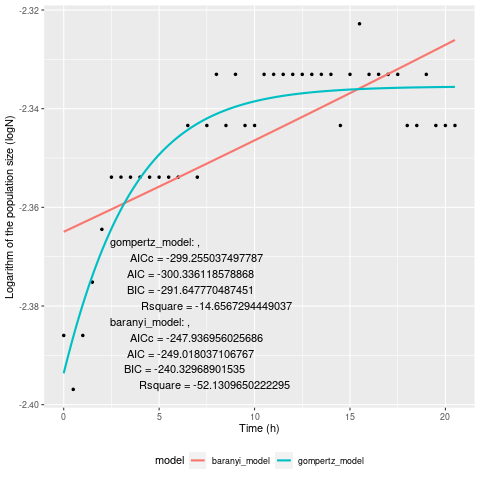 -2.32
-2.34
-2.36
-2.38
-2.40
Logarithm of the population size (logN)
gompertz_model: ,
AICc = -299.255037497787
AIC = -300.336118578868
BIC = -291.647770487451
Rsquare = -14.6567294449037
baranyi_model: ,
AICc = -247.936956025686
AIC = -249.018037106767
BIC = -240.32968901535
Rsquare = -52.1309650222295
0 5 10 15 20
Time (h)
model baranyi_model gompertz_model